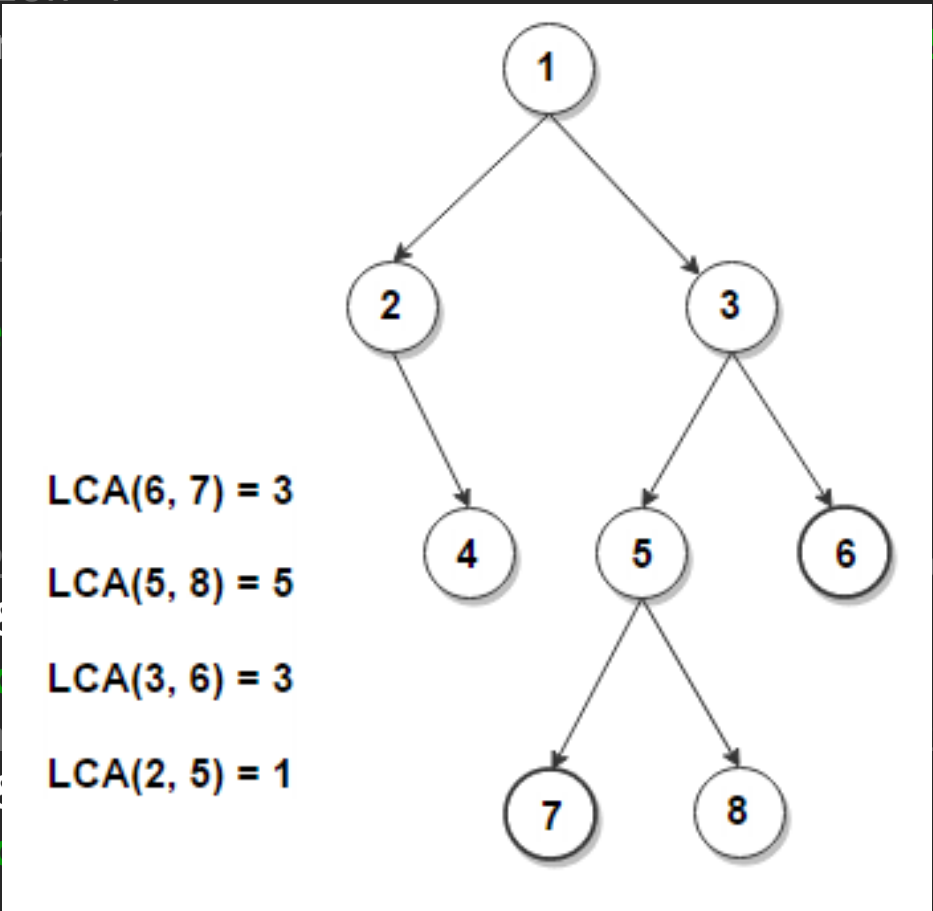 1
2
3
LCA(6, 7) = 3
4
5
6
LCA(5, 8) = 5
LCA(3, 6) = 3
LCA(2, 5) = 1
7
8